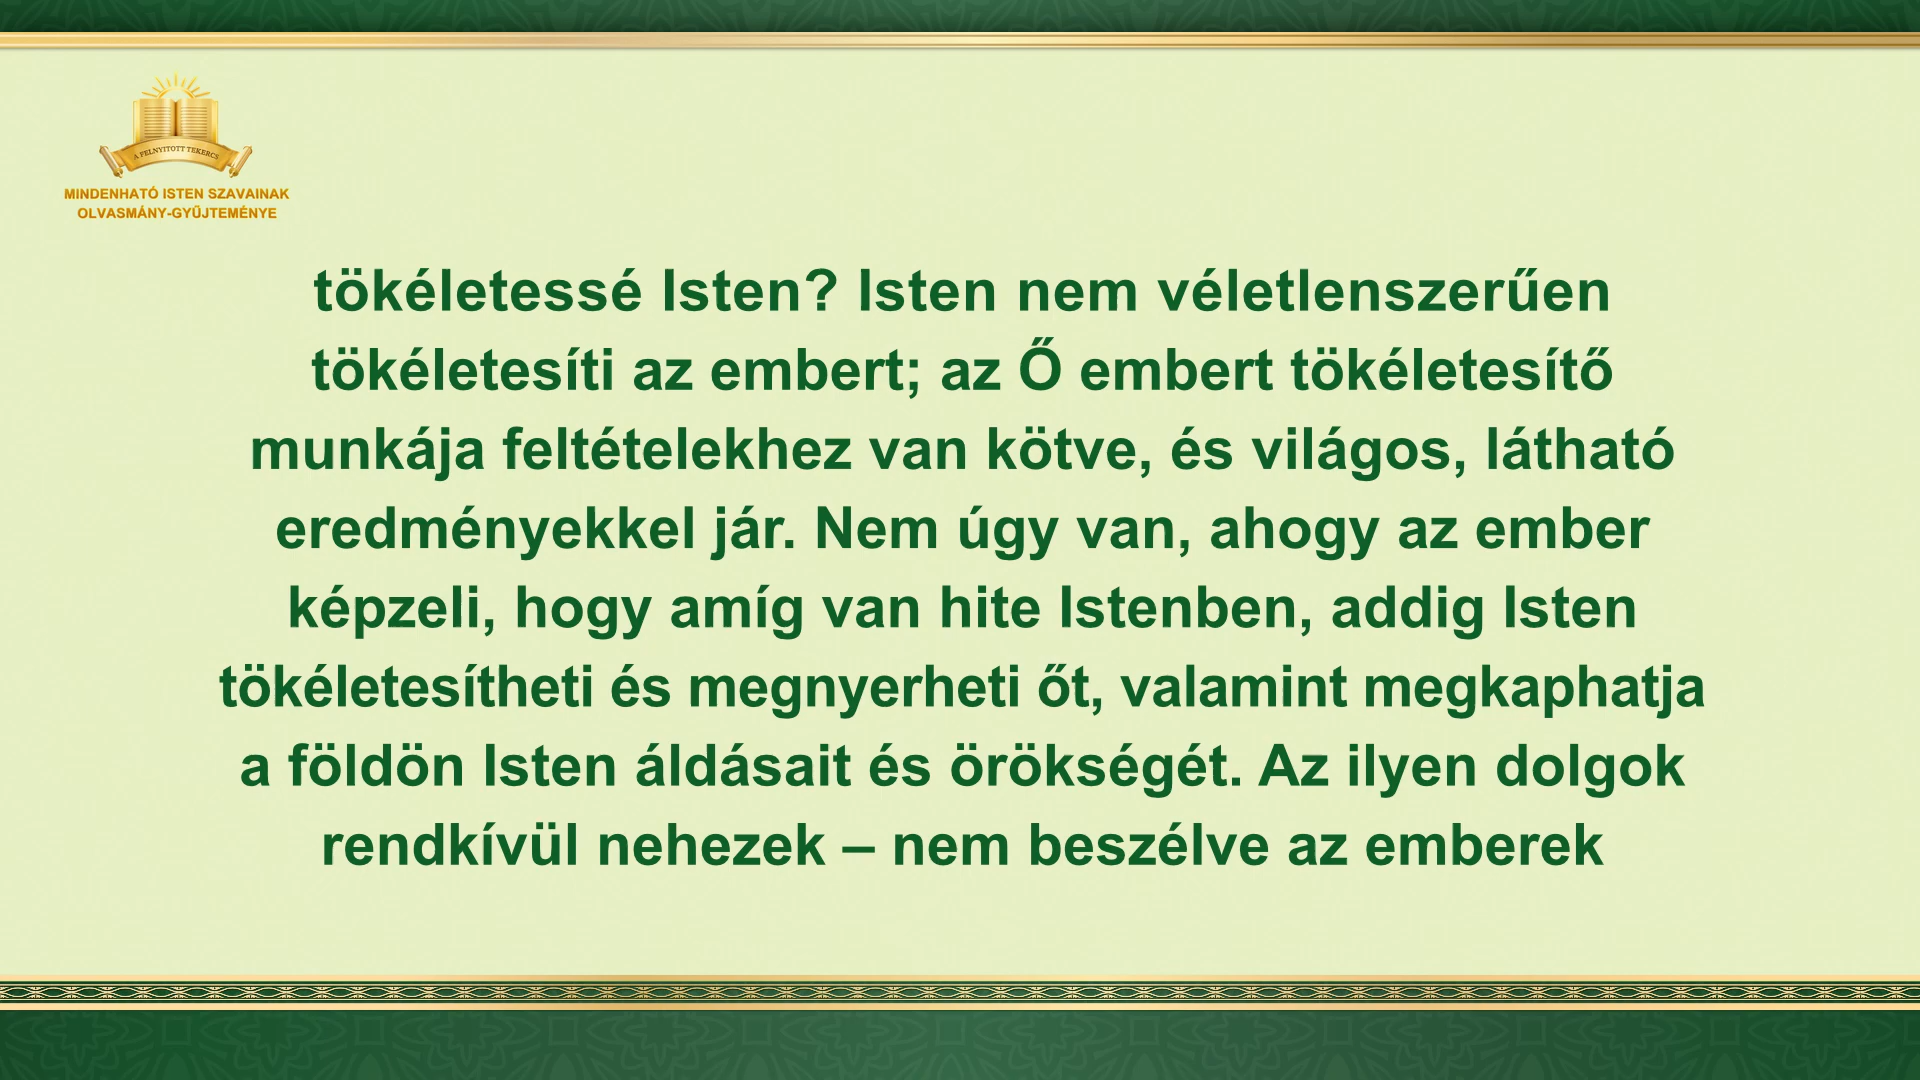 A FELNYITOTT TEKERCS
MINDENHATÓ ISTEN SZAVAINAK
OLVASMÁNY-GYŰJTEMÉNYE
tökéletessé Isten? Isten nem véletlenszerűen
tökéletesíti az embert; az Ő embert tökéletesítő
munkája feltételekhez van kötve, és világos, látható
eredményekkel jár. Nem úgy van, ahogy az ember
képzeli, hogy amíg van hite Istenben, addig Isten
tökéletesítheti és megnyerheti őt, valamint megkaphatja
a földön Isten áldásait és örökségét. Az ilyen dolgok
rendkívül nehezek – nem beszélve az emberek